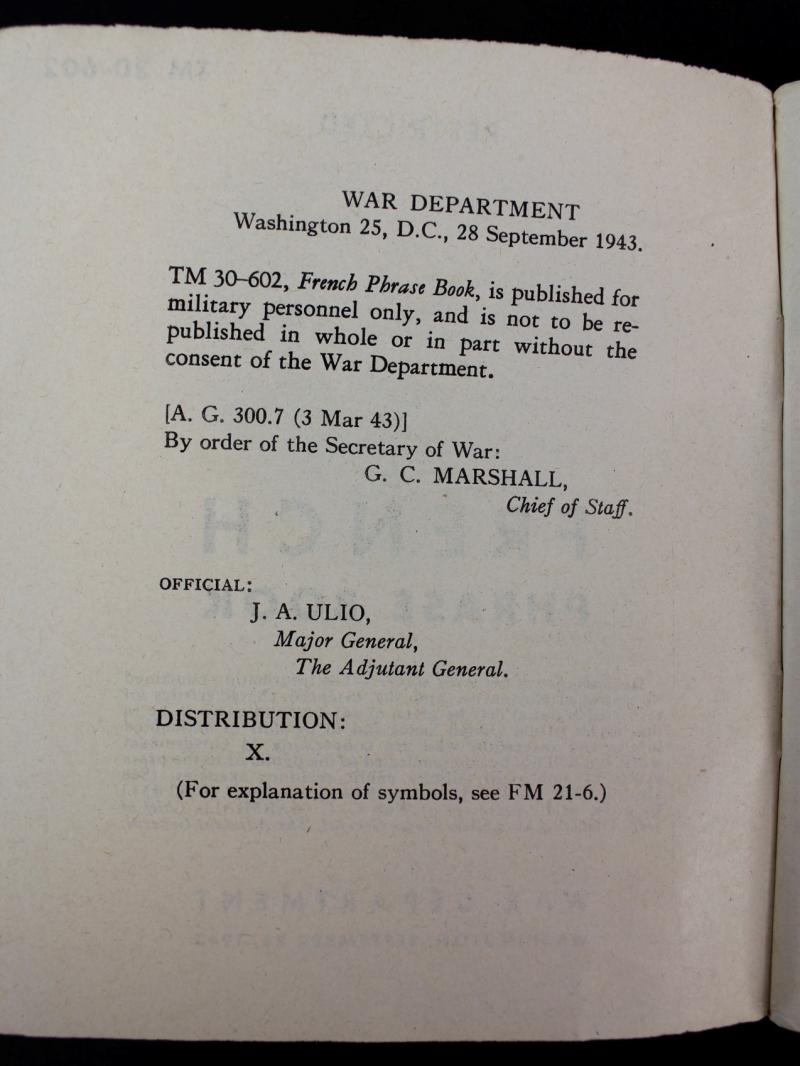 WAR DEPARTMENT
Washington 25, D.C., 28 September 1943.
TM 30–602, French Phrase Book, is published for
military personnel only, and is not to be re-
published in whole or in part without the
consent of the War Department.
[A. G. 300.7 (3 Mar 43)]
By order of the Secretary of War:
G. C. MARSHALL,
Chief of Staff.
OFFICIAL:
J. A. ULIO,
Major General,
The Adjutant General.
DISTRIBUTION:
X.
(For explanation of symbols, see FM 21-6.)